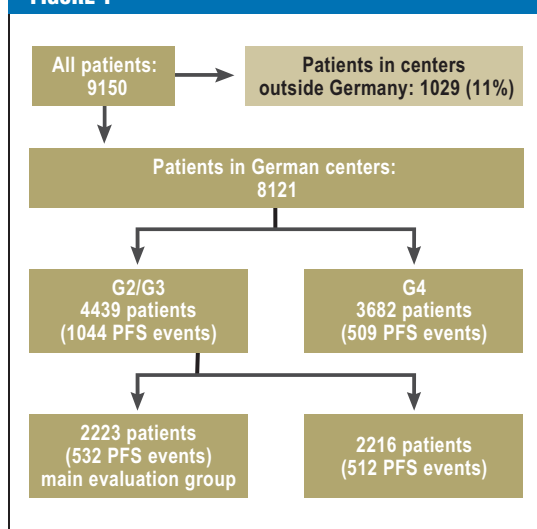 All patients:
9150
Patients in centers
outside Germany: 1029 (11%)
Patients in German centers:
8121
G2/G3
4439 patients
(1044 PFS events)
G4
3682 patients
(509 PFS events)
2223 patients
(532 PFS events)
main evaluation group
2216 patients
(512 PFS events)